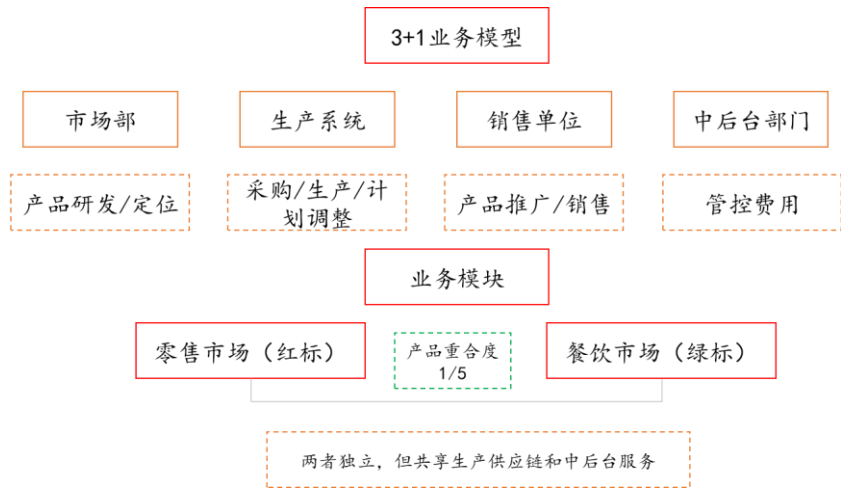 3+1业务模型
市场部
生产系统
销售单位
中后台部门
产品研发/定位
采购/生产/计
划调整
产品推广/销售
管控费用
业务模块
零售市场（红标）
产品重合度
1/5
餐饮市场（绿标）
两者独立，但共享生产供应链和中后台服务